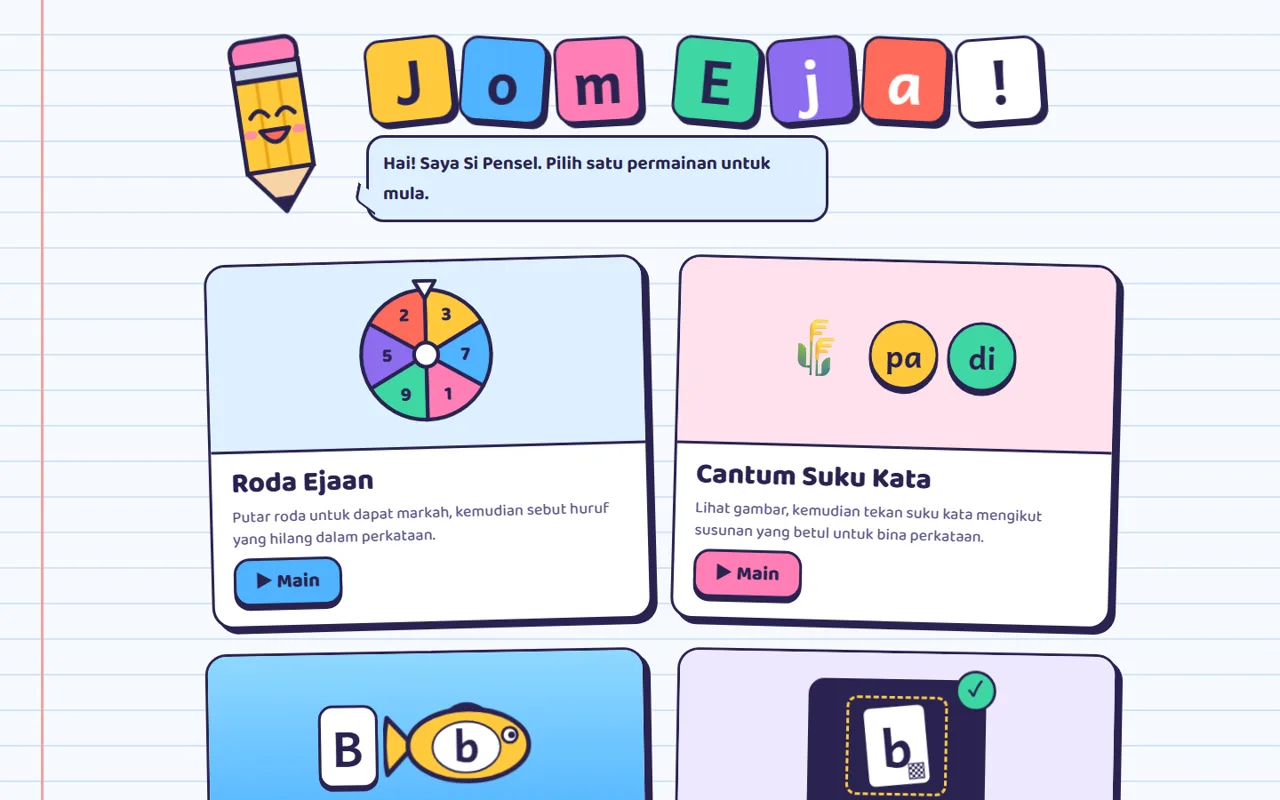 Jom Eja!
Hai! Saya Si Pensel. Pilih satu permainan untuk
mula.
2 3
5 7
9 1
pa di
Roda Ejaan
Putar roda untuk dapat markah, kemudian sebut huruf
yang hilang dalam perkataan.
▶ Main
Cantum Suku Kata
Lihat gambar, kemudian tekan suku kata mengikut
susunan yang betul untuk bina perkataan.
▶ Main
B b
b ✓